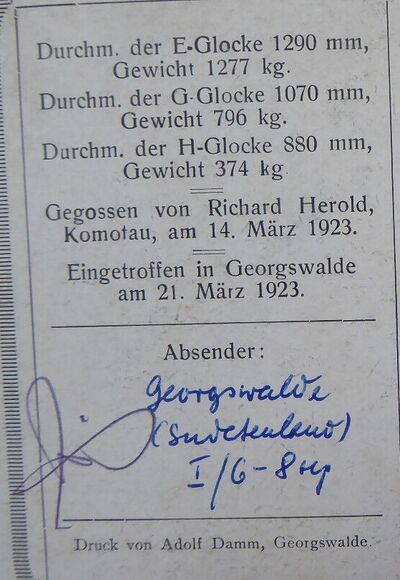 Durchm. der E-Glocke 1290 mm,
Gewicht 1277 kg.
Durchm. der G-Glocke 1070 mm,
Gewicht 796 kg.
Durchm. der H-Glocke 880 mm,
Gewicht 374 kg
Gegossen von Richard Herold,
Komotau, am 14. März 1923.
Eingetroffen in Georgswalde
am 21. März 1923.
Absender:
Georgswalde
(Sudetenland)
I/6-8
Druck von Adolf Damm, Georgswalde.